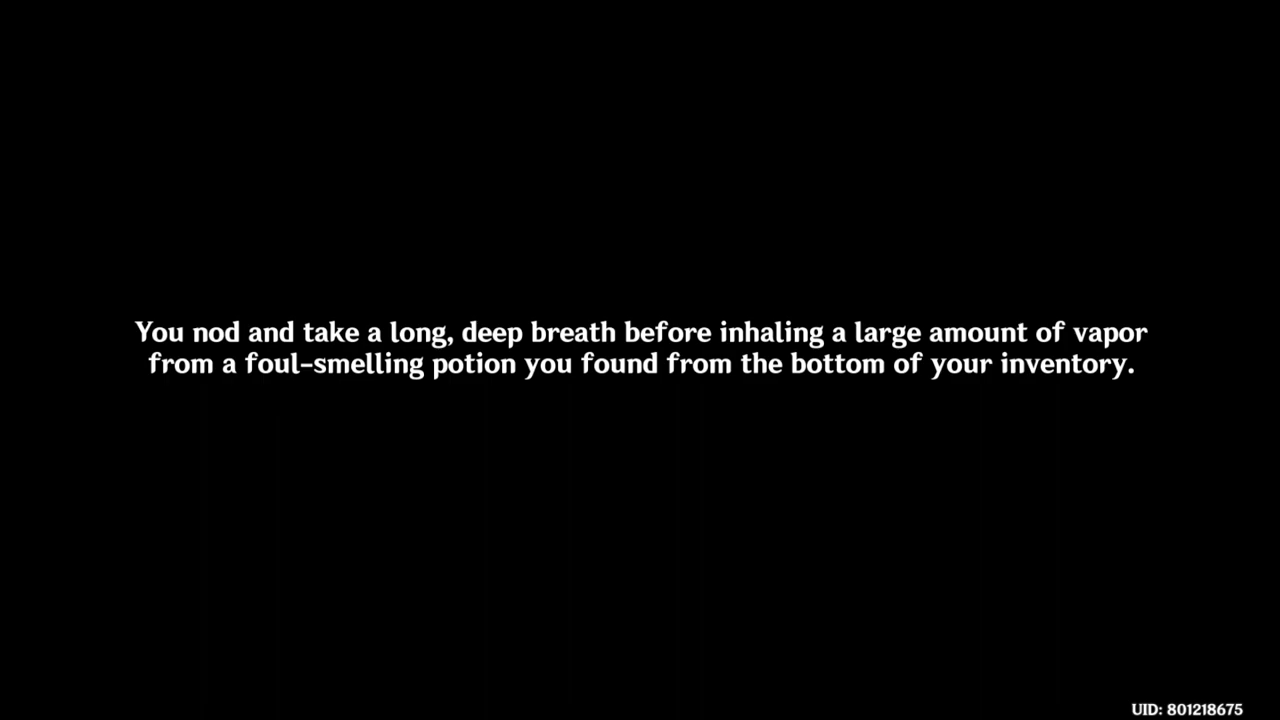 You nod and take a long, deep breath before inhaling a large amount of vapor
from a foul-smelling potion you found from the bottom of your inventory.
UID: 801218675